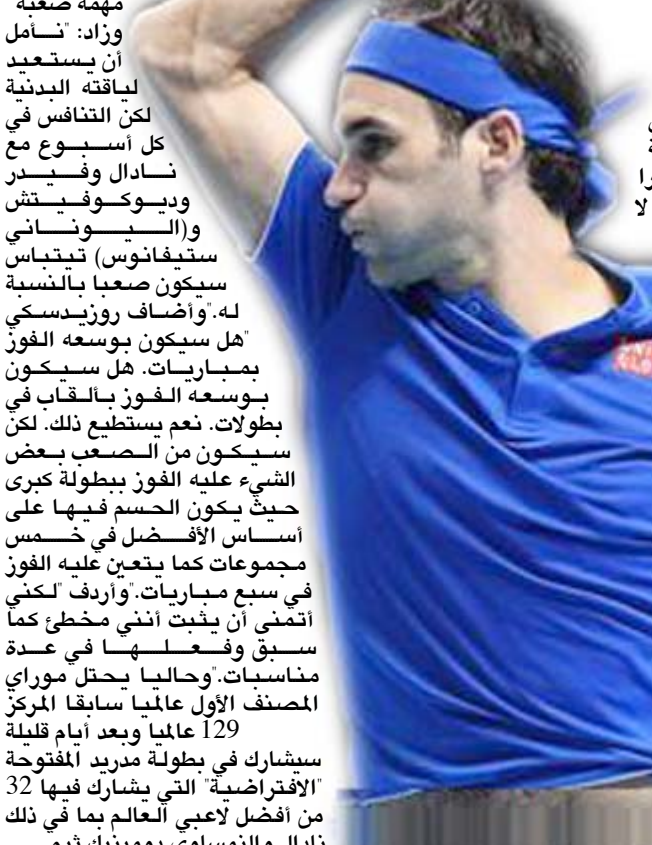 مهمة صعبة
وزاد: "نأمل
أن يستعيد
لياقته البدنية
لكن التنافس في
كل أسبوع مع
نادال وفيدر
وديوكوفيتش
و(اليوناني
ستيفانوس) تيتباس
سيكون صعبا بالنسبة
له."وأضاف روزيدسكي
"هل سيكون بوسعه الفوز
بمباريات. هل سيكون
بوسعه الفوز بألقاب في
بطولات. نعم يستطيع ذلك. لكن
سيكون من الصعب بعض
الشيء عليه الفوز ببطولة كبرى
حيث يكون الحسم فيها على
أساس الأفضل في خمس
مجموعات كما يتعين عليه الفوز
في سبع مباريات."وأردف "لكني
أتمنى أن يثبت أنني مخطئ كما
سبق وفعلها في عدة
مناسبات."وحاليا يحتل موراي
المصنف الأول عالميا سابقا المركز
129 عالميا وبعد أيام قليلة
سيشارك في بطولة مدريد المفتوحة
"الافتراضية" التي يشارك فيها 32
من أفضل لاعبي العالم بما في ذلك